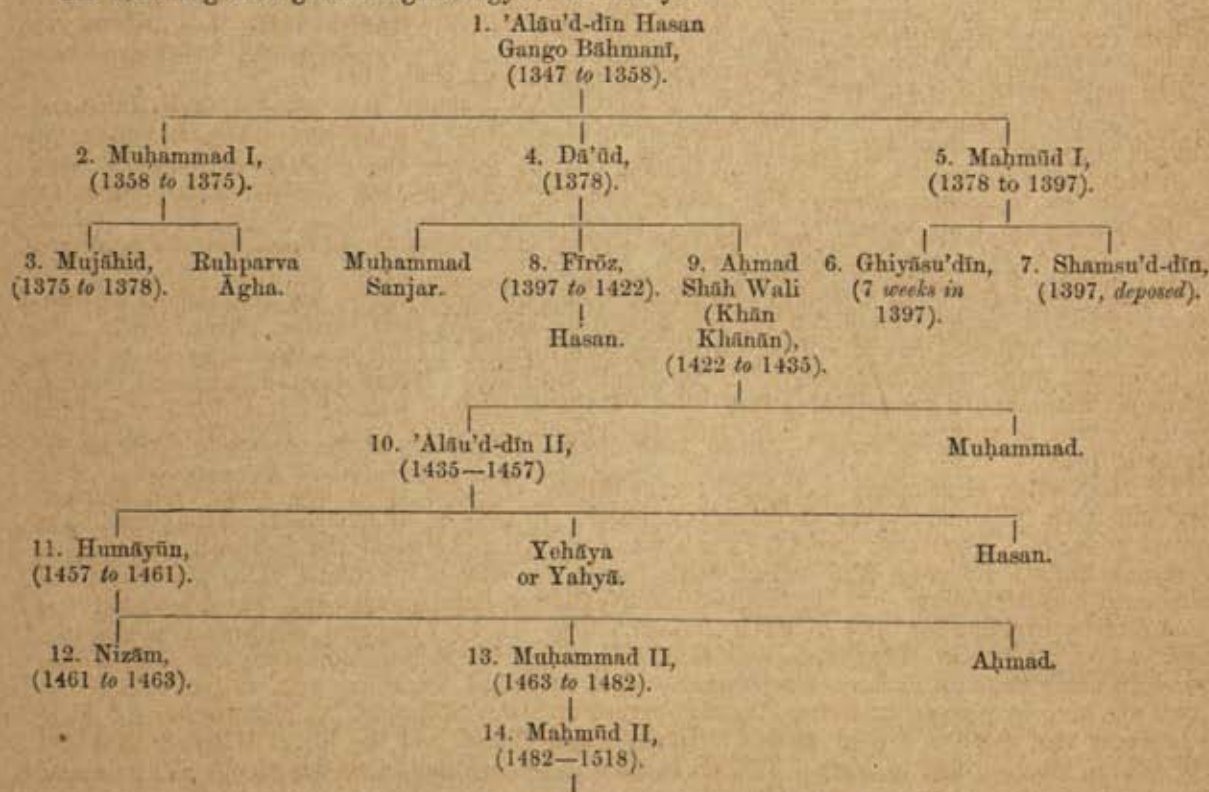 1. 'Alāu'd-dīn Hasan
Gango Bāhmanī,
(1347 to 1358).
2. Muḥammad I,
(1358 to 1375).
4. Dā'ūd,
(1378).
5. Maḥmūd I,
(1378 to 1397).
3. Mujāhid,
(1375 to 1378).
Ruhparva
Āgha.
Muḥammad
Sanjar.
8. Fīrōz,
(1397 to 1422).
Ḥasan.
9. Aḥmad
Shāh Wali
(Khān
Khānān),
(1422 to 1435).
6. Ghiyāsu'dīn,
(7 weeks in
1397).
7. Shamsu'd-dīn,
(1397, deposed).
10. 'Alāu'd-dīn II,
(1435—1457)
Muḥammad.
11. Humāyūn,
(1457 to 1461).
Yehāya
or Yahyā.
Hasan.
12. Nizām,
(1461 to 1463).
13. Muḥammad II,
(1463 to 1482).
Aḥmad.
14. Maḥmūd II,
(1482—1518).